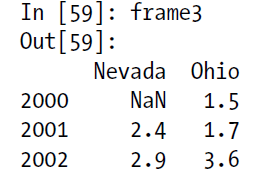 In [59]: frame3
Out[59]:
Nevada Ohio
2000 NaN 1.5
2001 2.4 1.7
2002 2.9 3.6